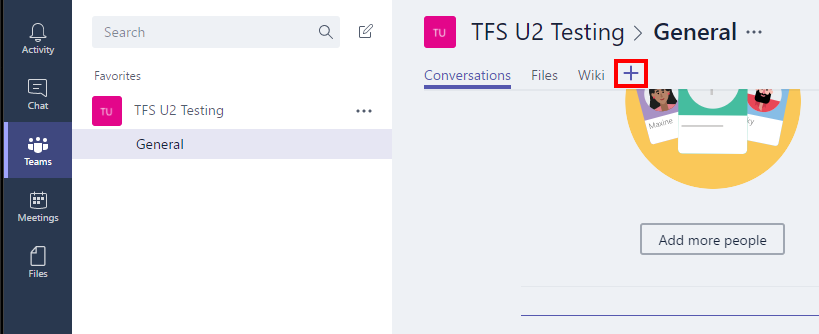 Activity
Chat
Teams
Meetings
Files
Search
Favorites
TU TFS U2 Testing •••
General
TU TFS U2 Testing > General •••
Conversations Files Wiki +
Maxine
Add more people